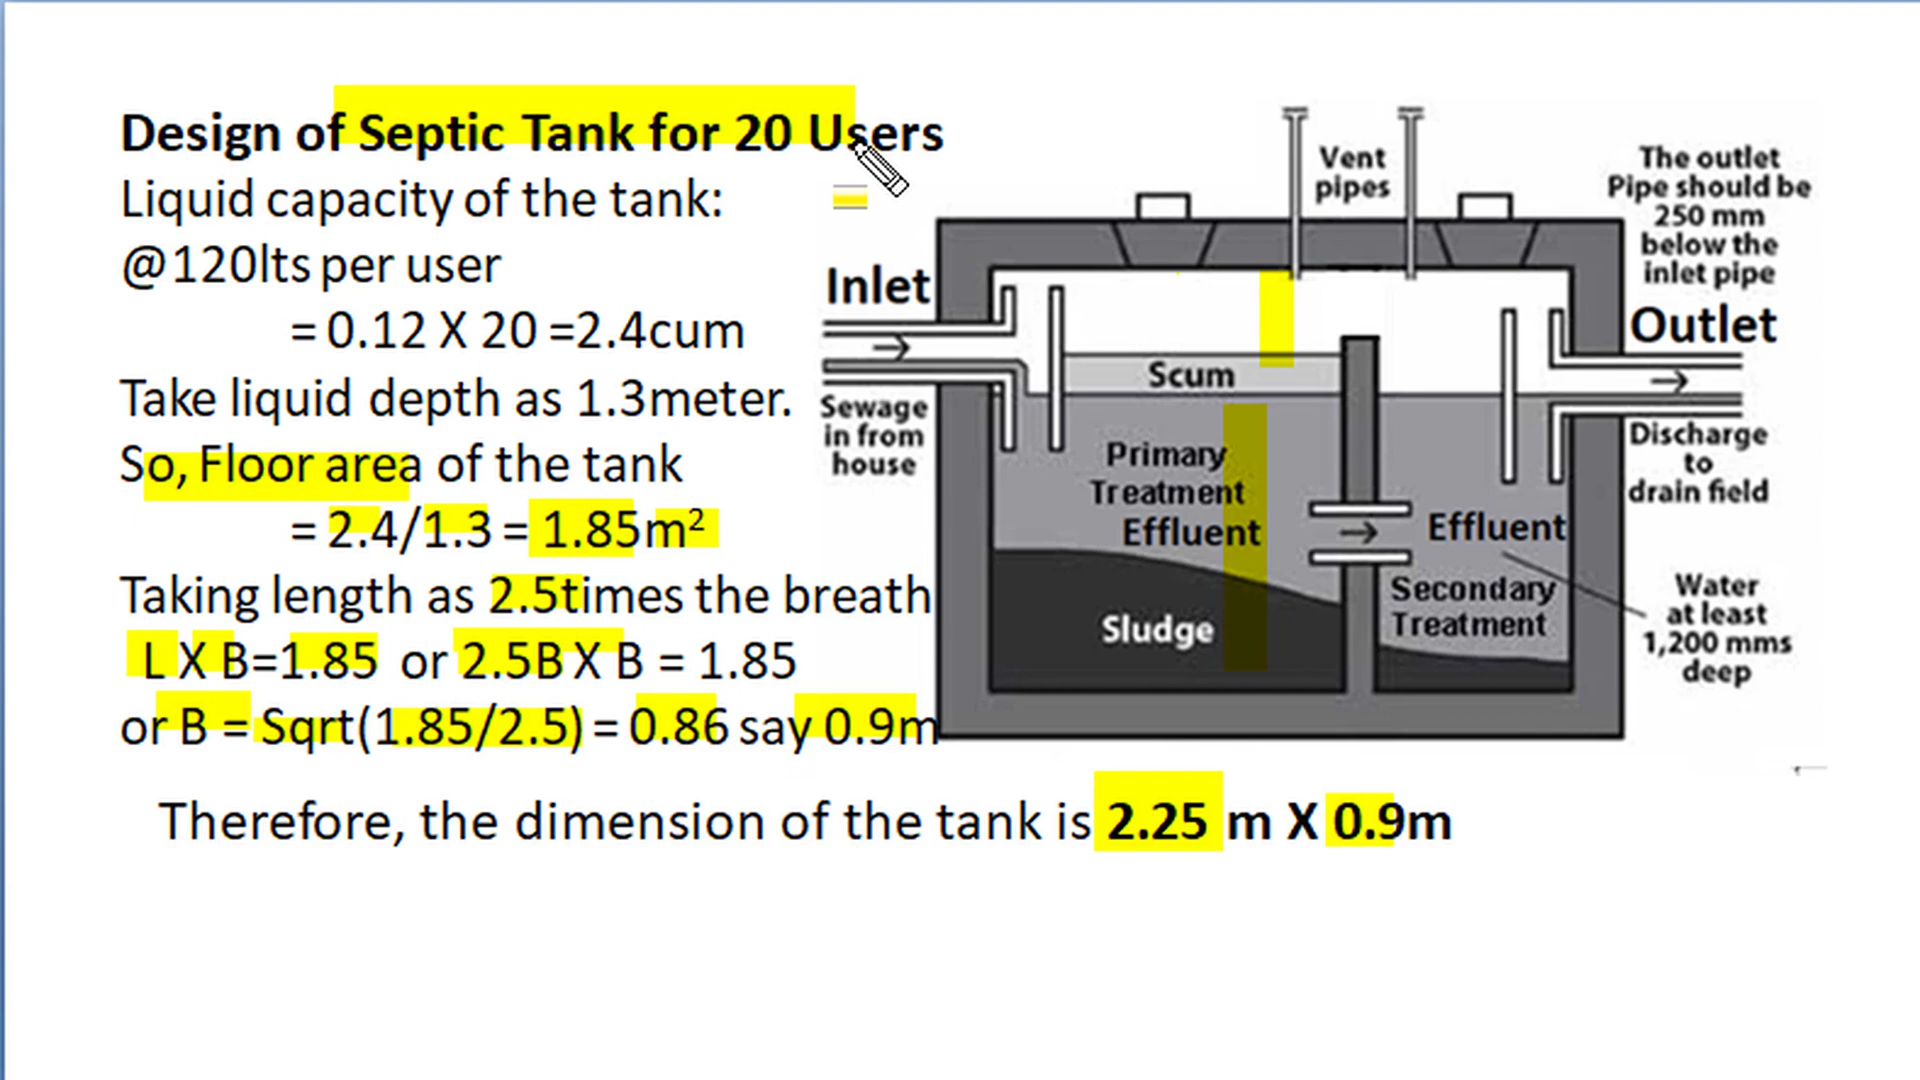 Design of Septic Tank for 20 Users
Liquid capacity of the tank:
@120lts per user
= 0.12 X 20 =2.4cum
Take liquid depth as 1.3meter.
So, Floor area of the tank
= 2.4/1.3 = 1.85m²
Taking length as 2.5times the breath
L X B=1.85 or 2.5B X B = 1.85
or B = Sqrt(1.85/2.5) = 0.86 say 0.9m
Therefore, the dimension of the tank is 2.25 m X 0.9m
Vent
pipes
The outlet
Pipe should be
250 mm
below the
inlet pipe
Inlet
Outlet
Sewage
in from
house
Scum
Primary
Treatment
Effluent
Sludge
Effluent
Secondary
Treatment
Discharge
to
drain field
Water
at least
1,200 mms
deep